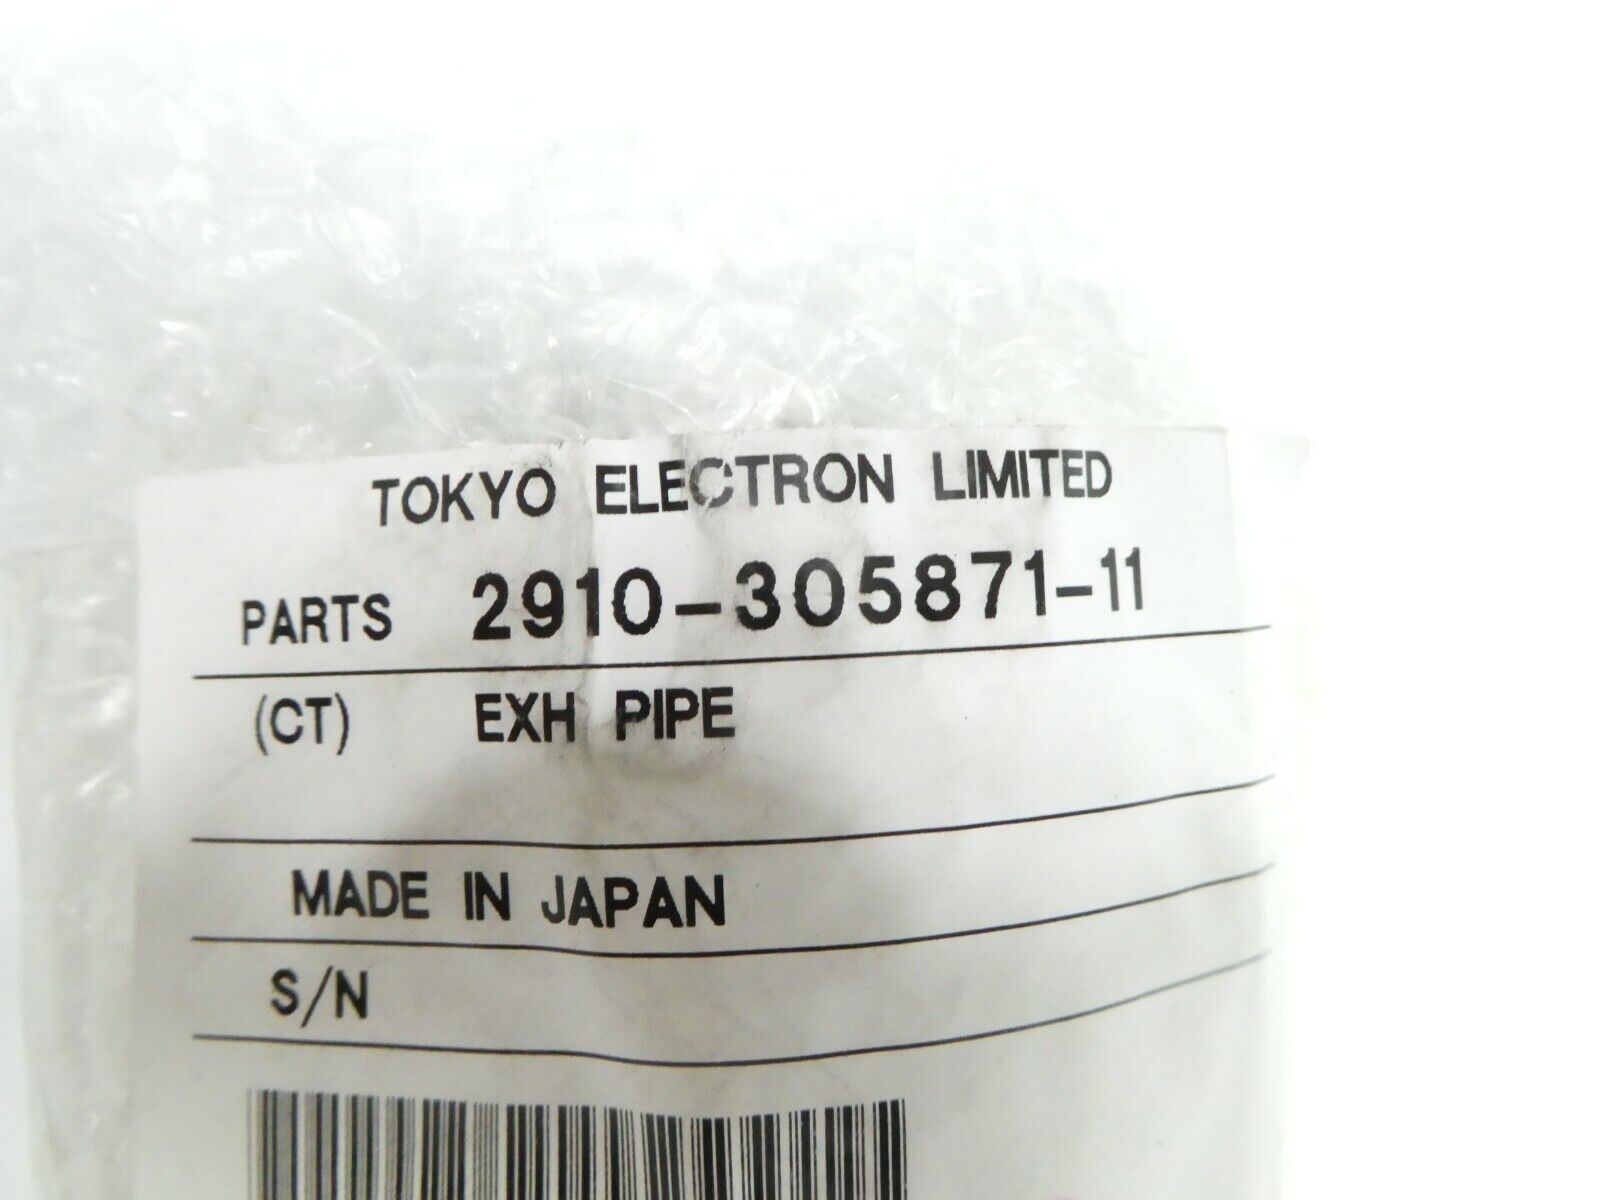 TOKYO ELECTRON LIMITED
PARTS 2910-305871-11
(CT) EXH PIPE
MADE IN JAPAN
S/N